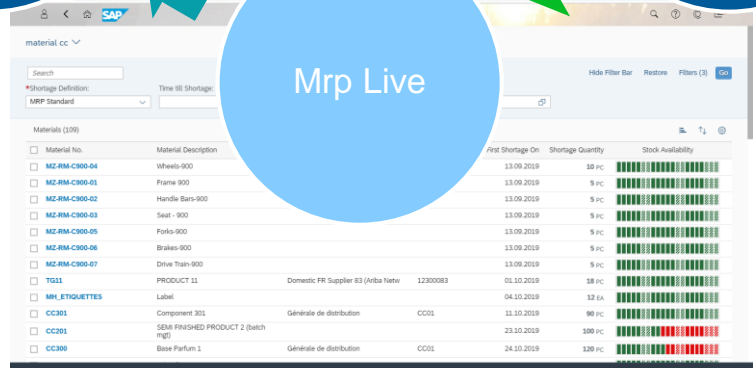 SAP
material cc
Search
Hide Filter Bar Restore Filters (3) Go
*Shortage Definition: Time till Shortage:
MRP Standard
Mrp Live
Materials (109)
Material No. Material Description First Shortage On Shortage Quantity Stock Availability
MZ-RM-C900-04 Wheels-900 13.09.2019 10 PC
MZ-RM-C900-01 Frame 900 13.09.2019 5 PC
MZ-RM-C900-02 Handle Bars-900 13.09.2019 5 PC
MZ-RM-C900-03 Seat - 900 13.09.2019 5 PC
MZ-RM-C900-05 Forks-900 13.09.2019 5 PC
MZ-RM-C900-06 Brakes-900 13.09.2019 5 PC
MZ-RM-C900-07 Drive Train-900 13.09.2019 5 PC
TG11 PRODUCT 11 Domestic FR Supplier 83 (Ariba Netw 12300083 01.10.2019 18 PC
MH_ETIQUETTES Label 04.10.2019 12 EA
CC301 Component 301 Générale de distribution CC01 11.10.2019 90 PC
CC201 SEMI FINISHED PRODUCT 2 (batch 23.10.2019 100 PC
mgt)
CC300 Base Parfum 1 Générale de distribution CC01 24.10.2019 120 PC